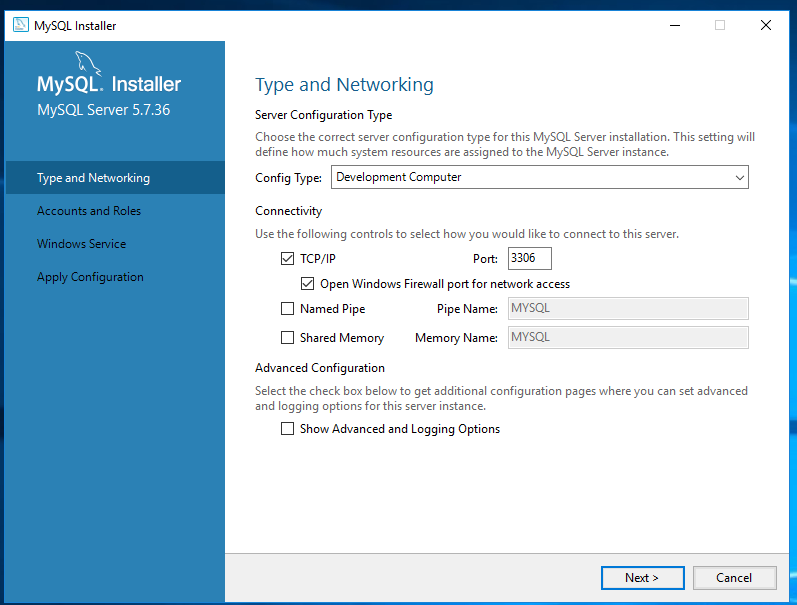 MySQL Installer
MySQL. Installer
MySQL Server 5.7.36
Type and Networking
Accounts and Roles
Windows Service
Apply Configuration
Type and Networking
Server Configuration Type
Choose the correct server configuration type for this MySQL Server installation. This setting will
define how much system resources are assigned to the MySQL Server instance.
Config Type: Development Computer
Connectivity
Use the following controls to select how you would like to connect to this server.
TCP/IP Port: 3306
Open Windows Firewall port for network access
Named Pipe Pipe Name: MYSQL
Shared Memory Memory Name: MYSQL
Advanced Configuration
Select the check box below to get additional configuration pages where you can set advanced
and logging options for this server instance.
Show Advanced and Logging Options
Next > Cancel